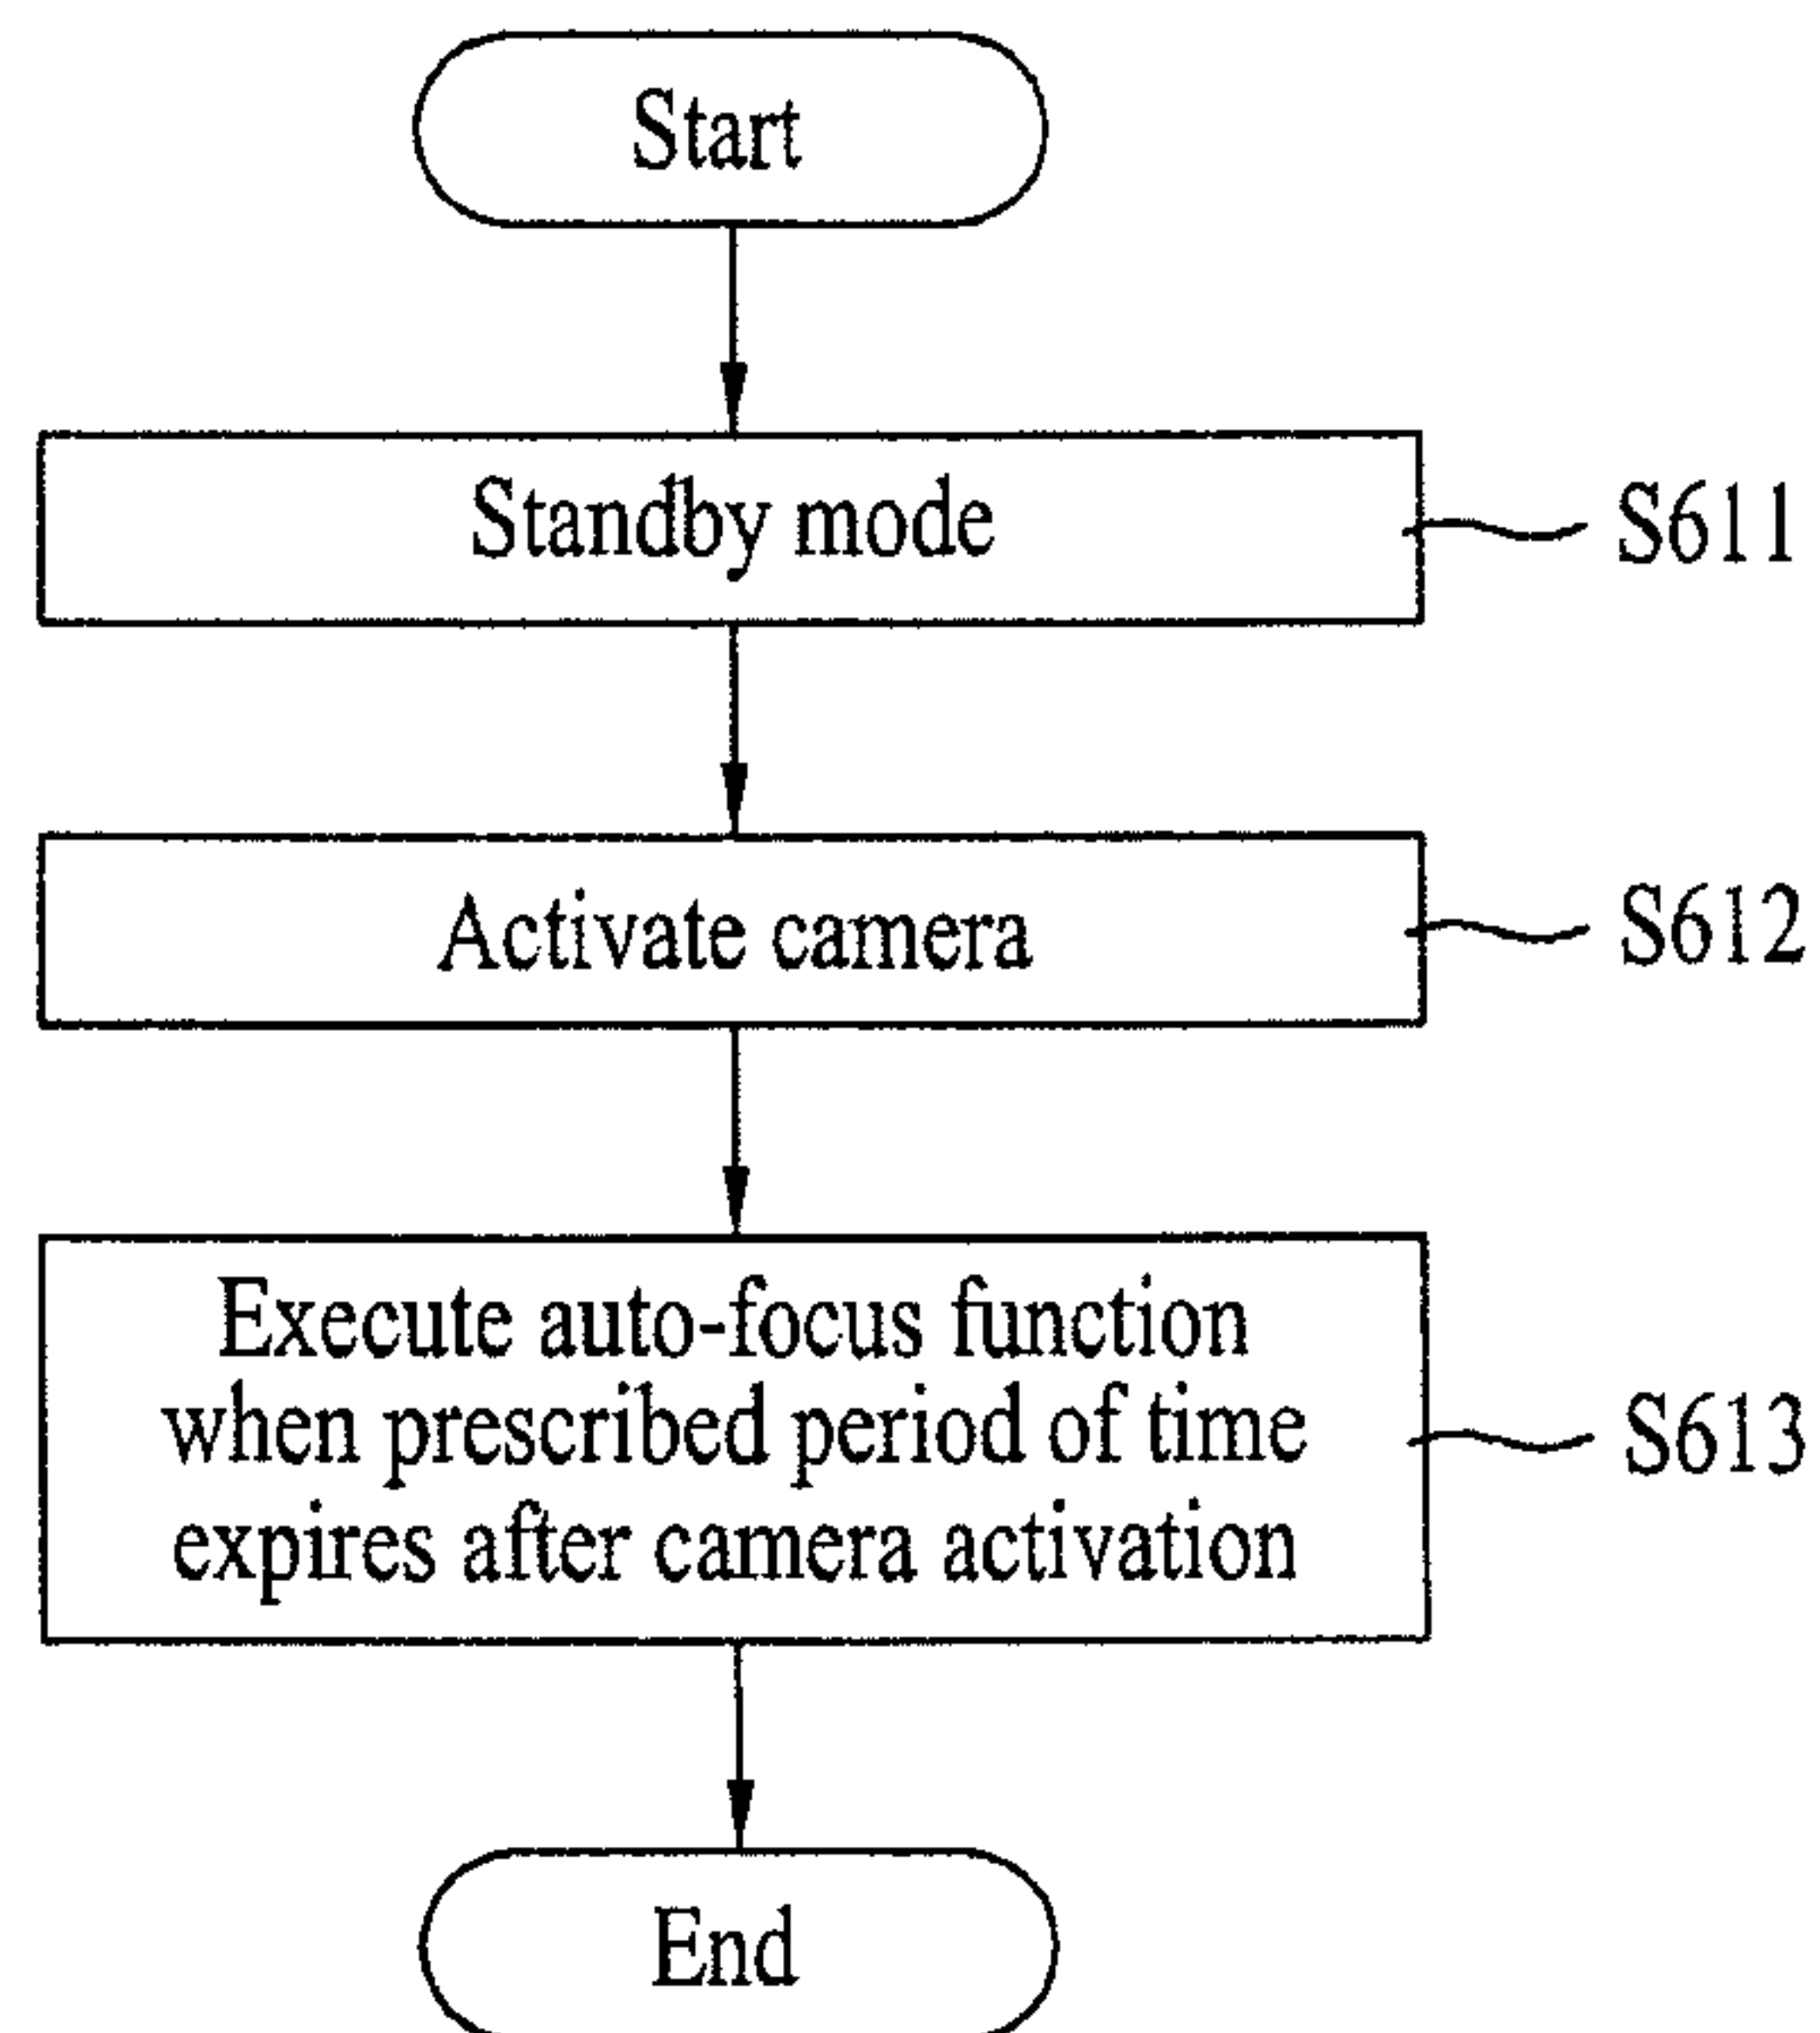 Start
Standby mode
S611
Activate camera
S612
Execute auto-focus function
when prescribed period of time
expires after camera activation
S613
End